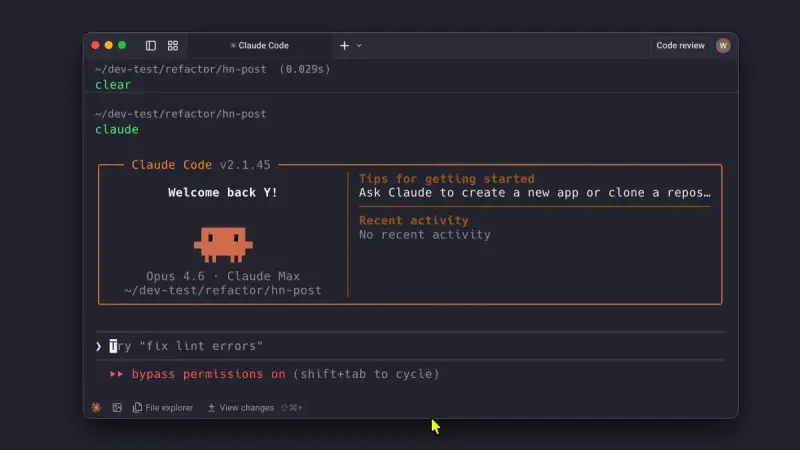 ✳ Claude Code
Code review
W
~/dev-test/refactor/hn-post (0.029s)
clear
~/dev-test/refactor/hn-post
claude
Claude Code v2.1.45
Welcome back Y!
Opus 4.6 · Claude Max
~/dev-test/refactor/hn-post
Tips for getting started
Ask Claude to create a new app or clone a repos…
Recent activity
No recent activity
❯ Try "fix lint errors"
▸▸ bypass permissions on (shift+tab to cycle)
File explorer
± View changes ⇧⌘+